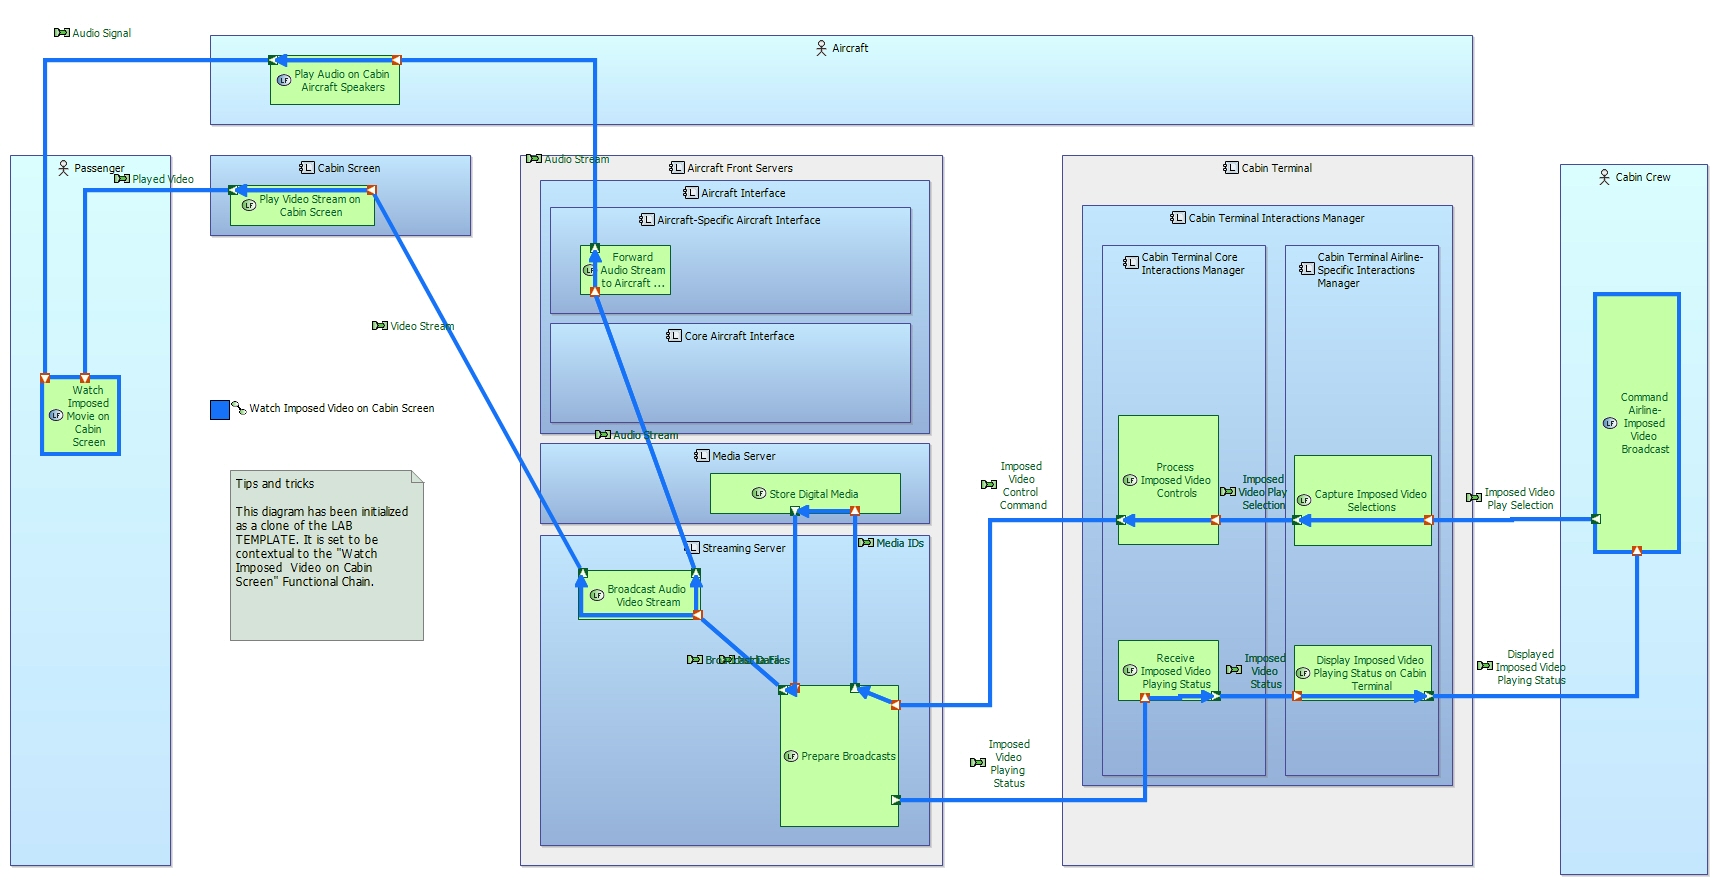 Audio Signal
Aircraft
Play Audio on Cabin
Aircraft Speakers
Passenger
Played Video
Cabin Screen
Play Video Stream on
Cabin Screen
Audio Stream
Aircraft Front Servers
Aircraft Interface
Aircraft-Specific Aircraft Interface
Forward
Audio Stream
to Aircraft ...
Core Aircraft Interface
Video Stream
Watch
Imposed
Movie on
Cabin
Screen
Watch Imposed Video on Cabin Screen
Tips and tricks
This diagram has been initialized
as a clone of the LAB
TEMPLATE. It is set to be
contextual to the "Watch
Imposed  Video on Cabin
Screen" Functional Chain.
Audio Stream
Media Server
Store Digital Media
Media IDs
Streaming Server
Broadcast Audio
Video Stream
Prepare Broadcasts
Imposed
Video
Control
Command
Imposed
Video
Playing
Status
Cabin Terminal
Cabin Terminal Interactions Manager
Cabin Terminal Core
Interactions Manager
Cabin Terminal Airline-
Specific Interactions
Manager
Process
Imposed Video
Controls
Imposed
Video Play
Selection
Capture Imposed Video
Selections
Imposed Video
Play Selection
Receive
Imposed Video
Playing Status
Imposed
Video
Status
Display Imposed Video
Playing Status on Cabin
Terminal
Displayed
Imposed Video
Playing Status
Cabin Crew
Command
Airline-
Imposed
Video
Broadcast